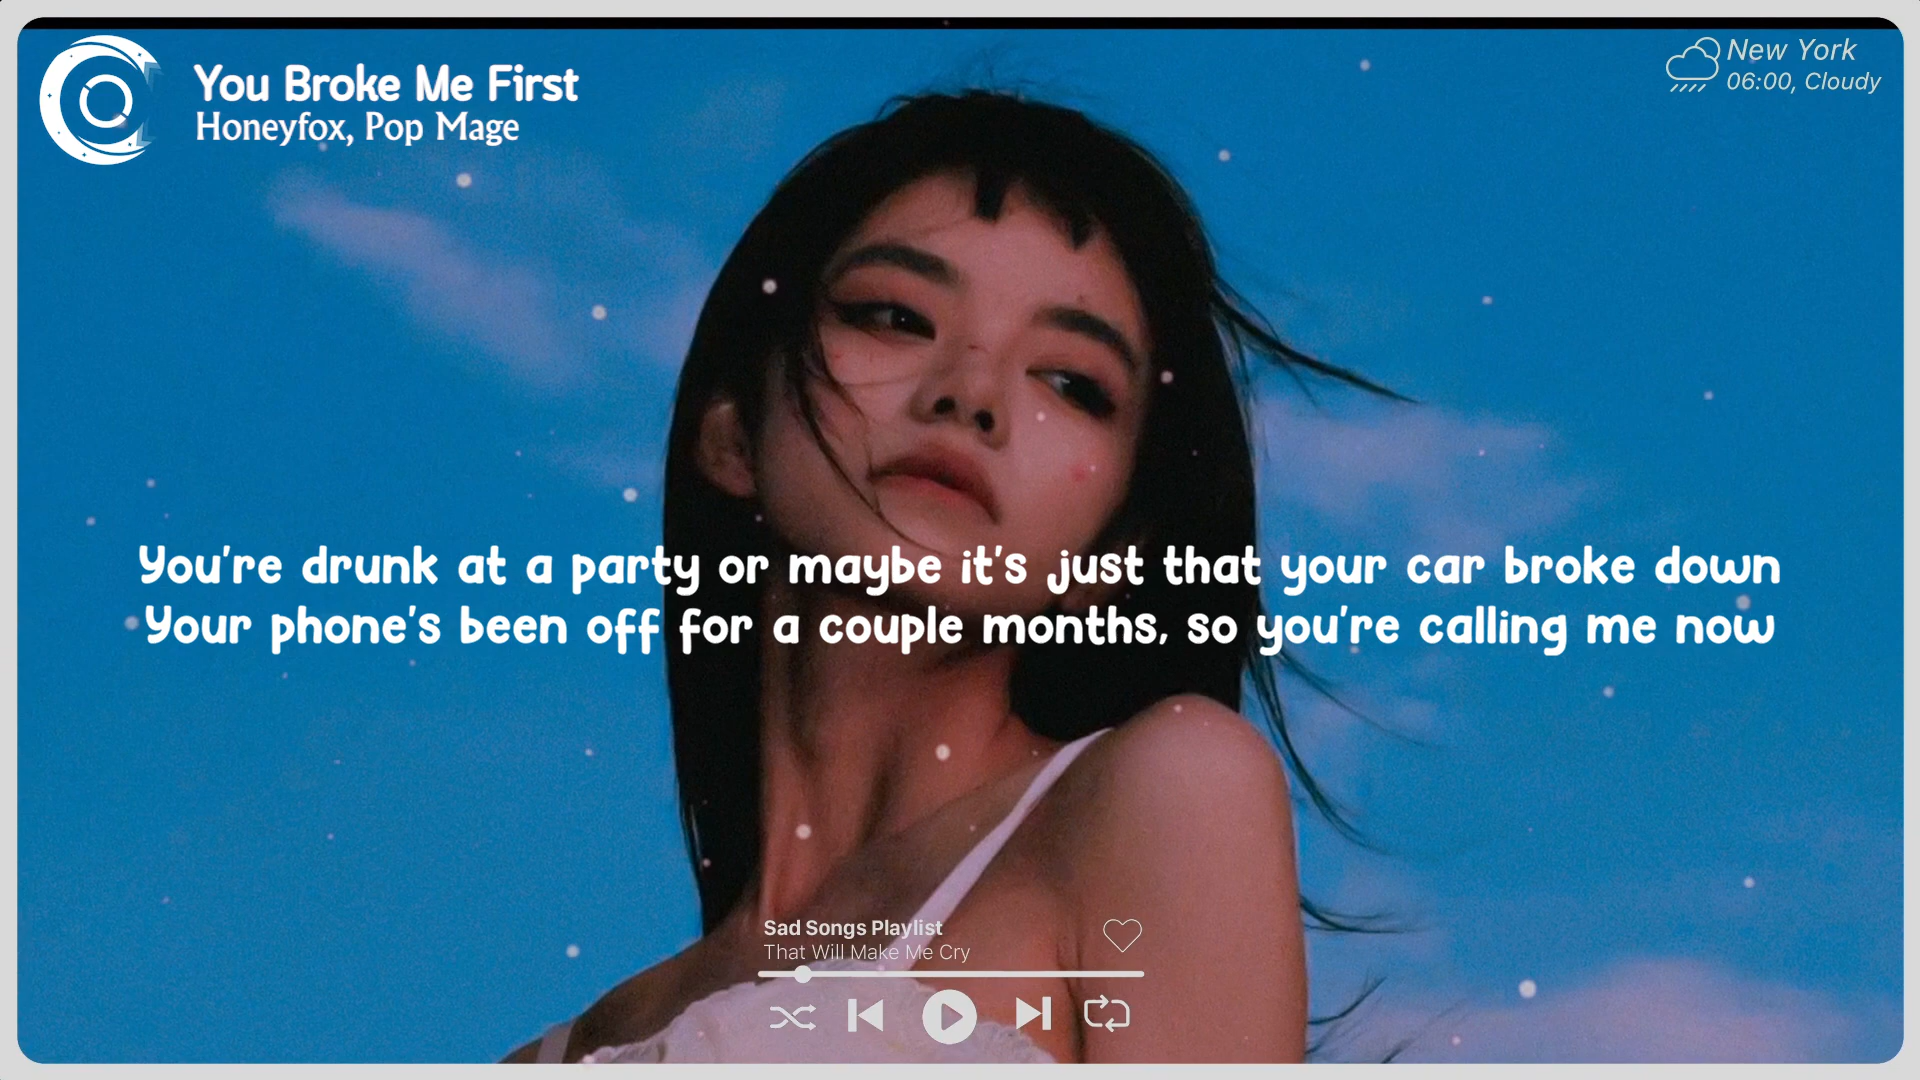 You Broke Me First
Honeyfox, Pop Mage
New York
06:00, Cloudy
You're drunk at a party or maybe it's just that your car broke down
Your phone's been off for a couple months, so you're calling me now
Sad Songs Playlist
That Will Make Me Cry